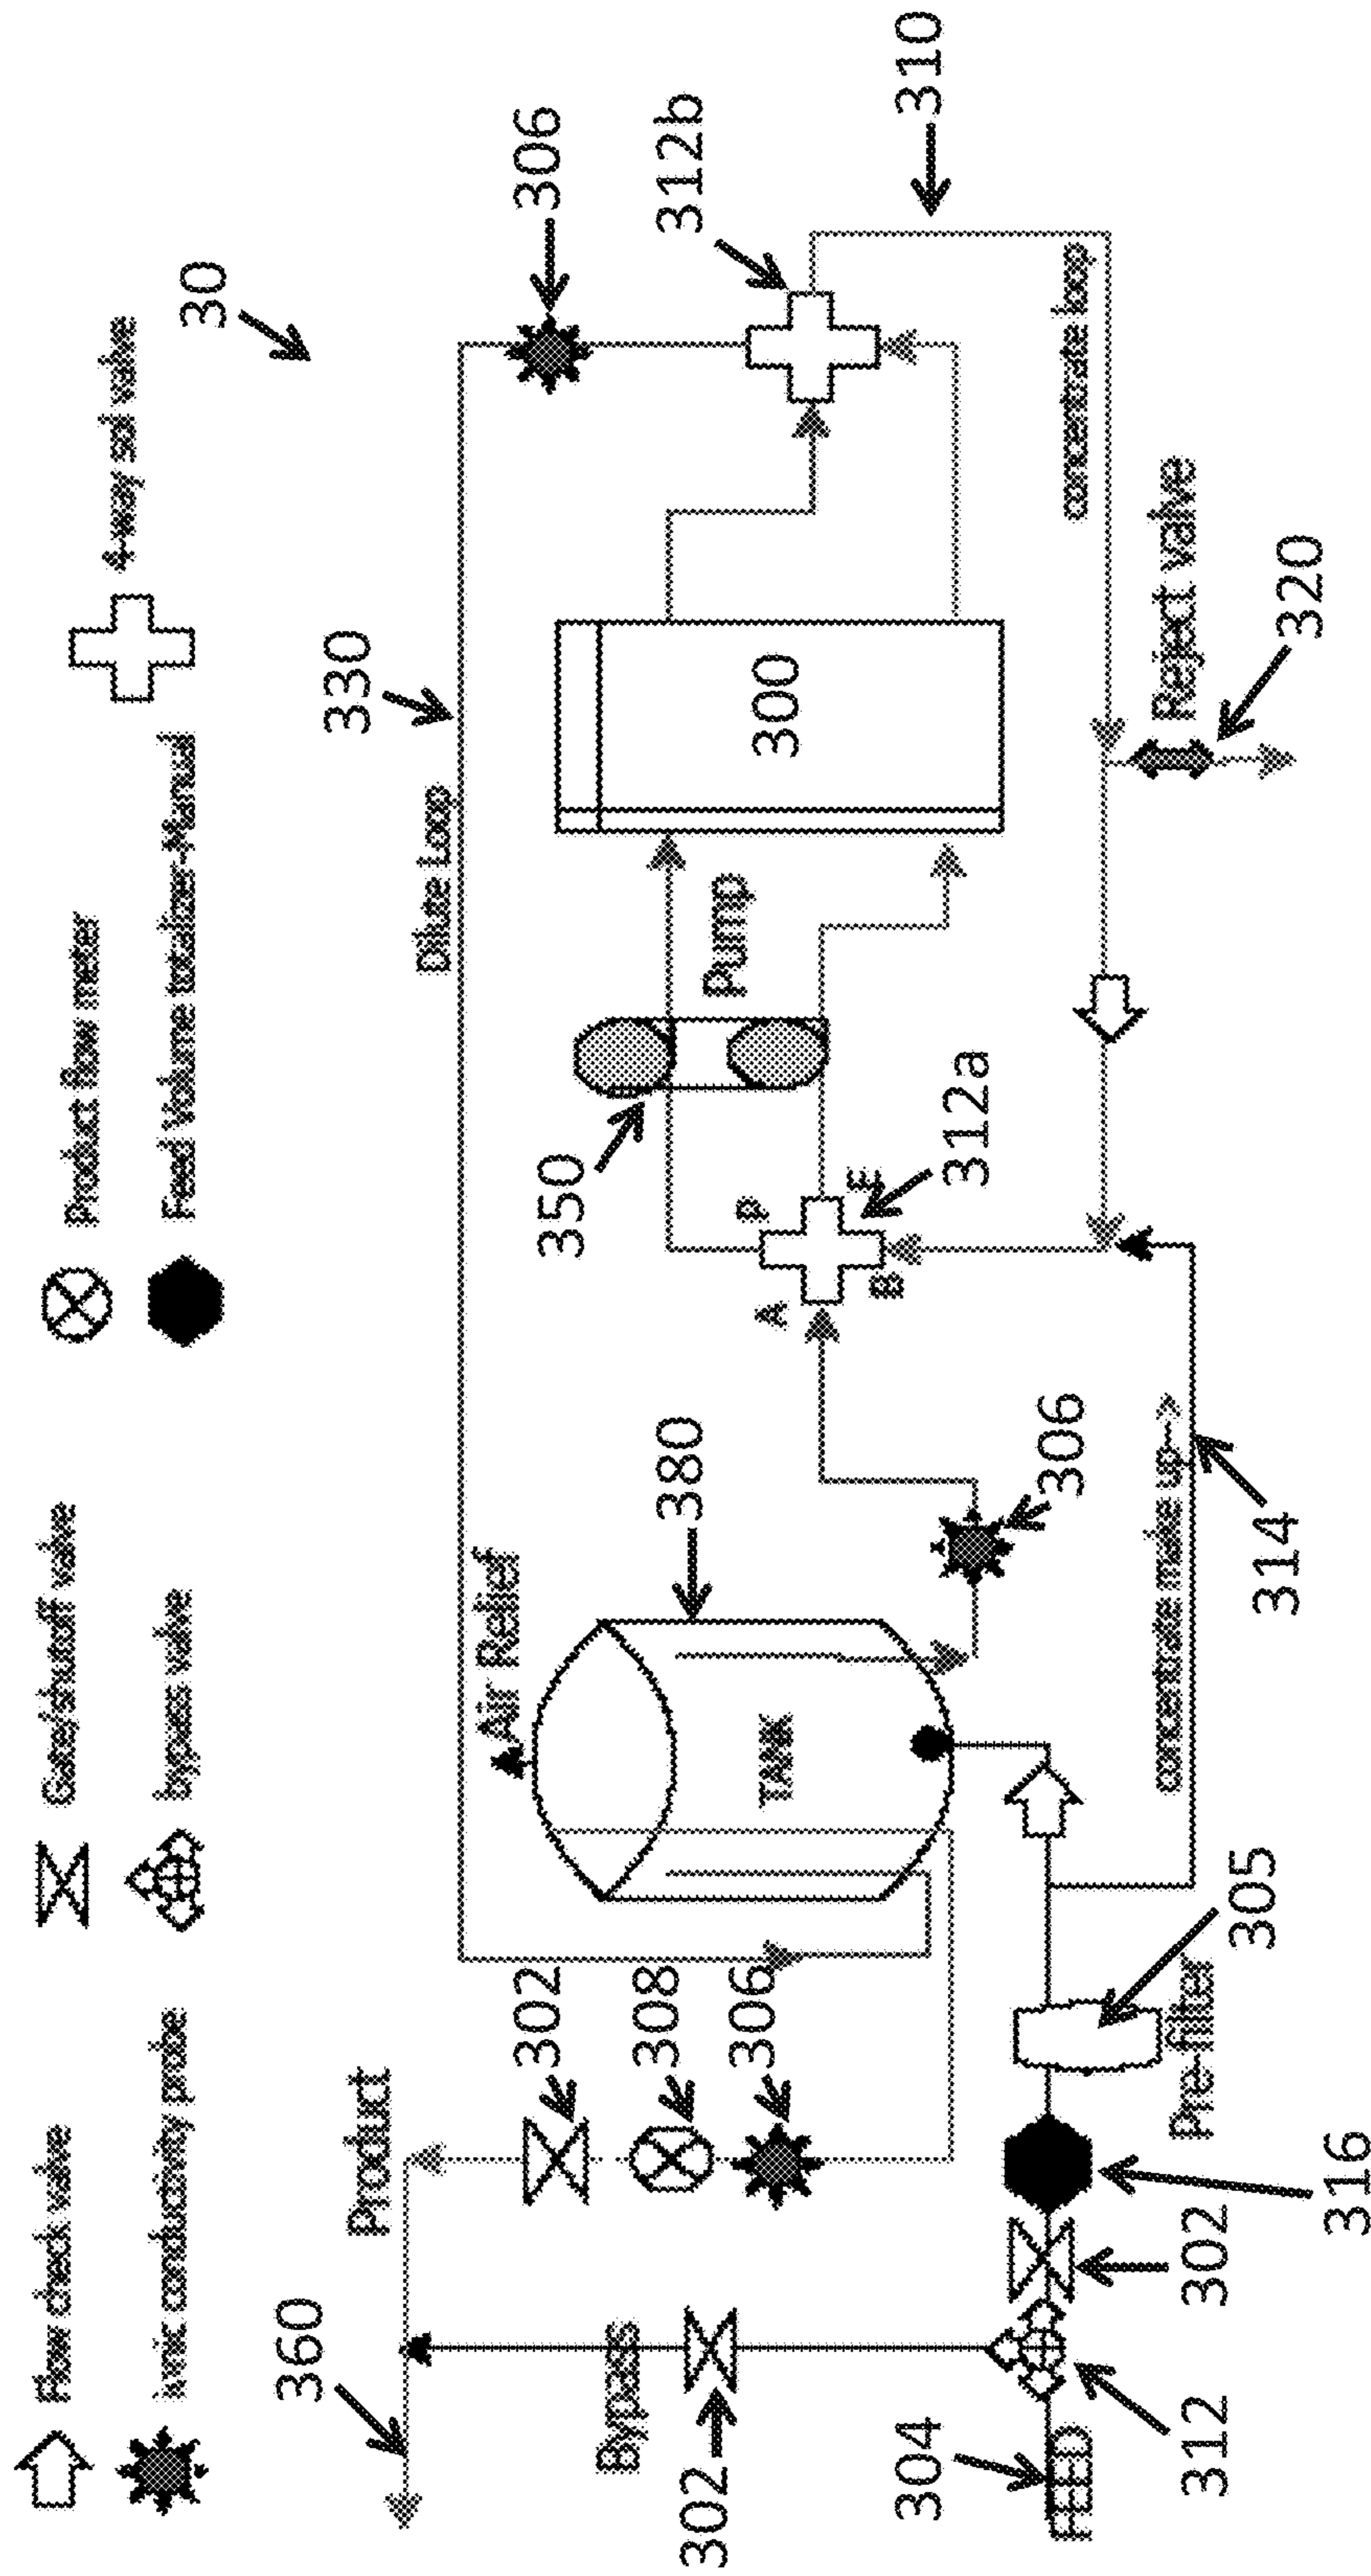 Flow check valve
Gate/shutoff valve
Product flow meter
4-way sol valve
Ionic conductivity probe
bypass valve
Feed Volume totalizer-Manual
30
360
Product
330
Dilute Loop
306
302
308
306
Air Relief
380
TANK
350
Pump
300
312b
310
Bypass
302
A
P
B
E
312a
306
concentrate loop
304
FEED
312
302
316
Pre-filter
305
concentrate make up-->
314
Reject valve
320